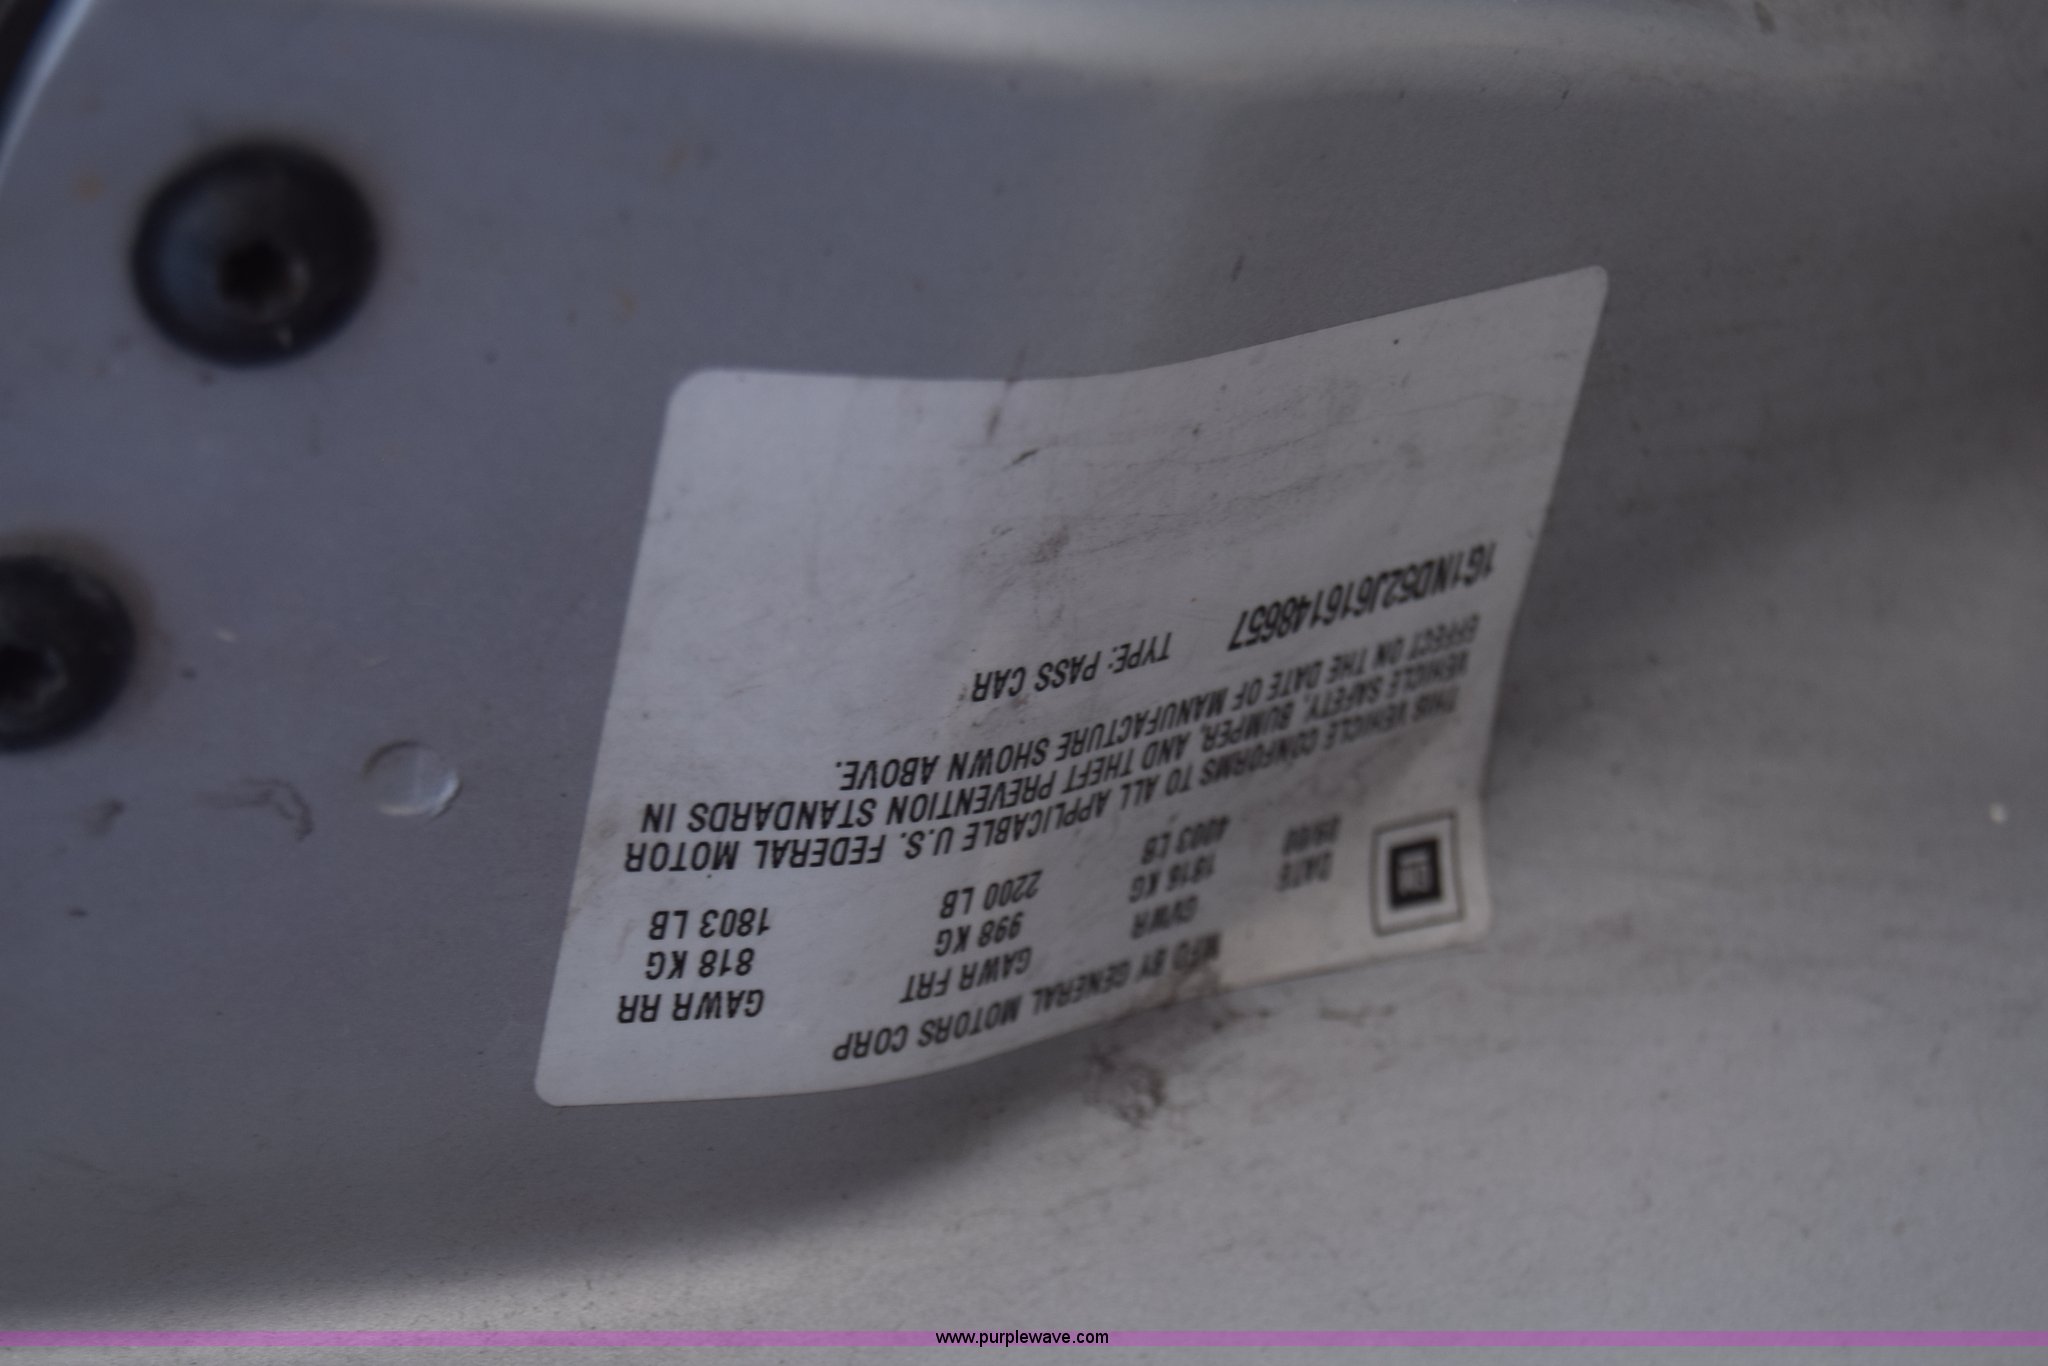 MFD BY GENERAL MOTORS CORP
DATE GVWR GAWR FRT GAWR RR
1816 KG 998 KG 818 KG
4003 LB 2200 LB 1803 LB
THIS VEHICLE CONFORMS TO ALL APPLICABLE U.S. FEDERAL MOTOR
VEHICLE SAFETY, BUMPER, AND THEFT PREVENTION STANDARDS IN
EFFECT ON THE DATE OF MANUFACTURE SHOWN ABOVE.
1G1ND52J616148657 TYPE: PASS CAR
www.purplewave.com